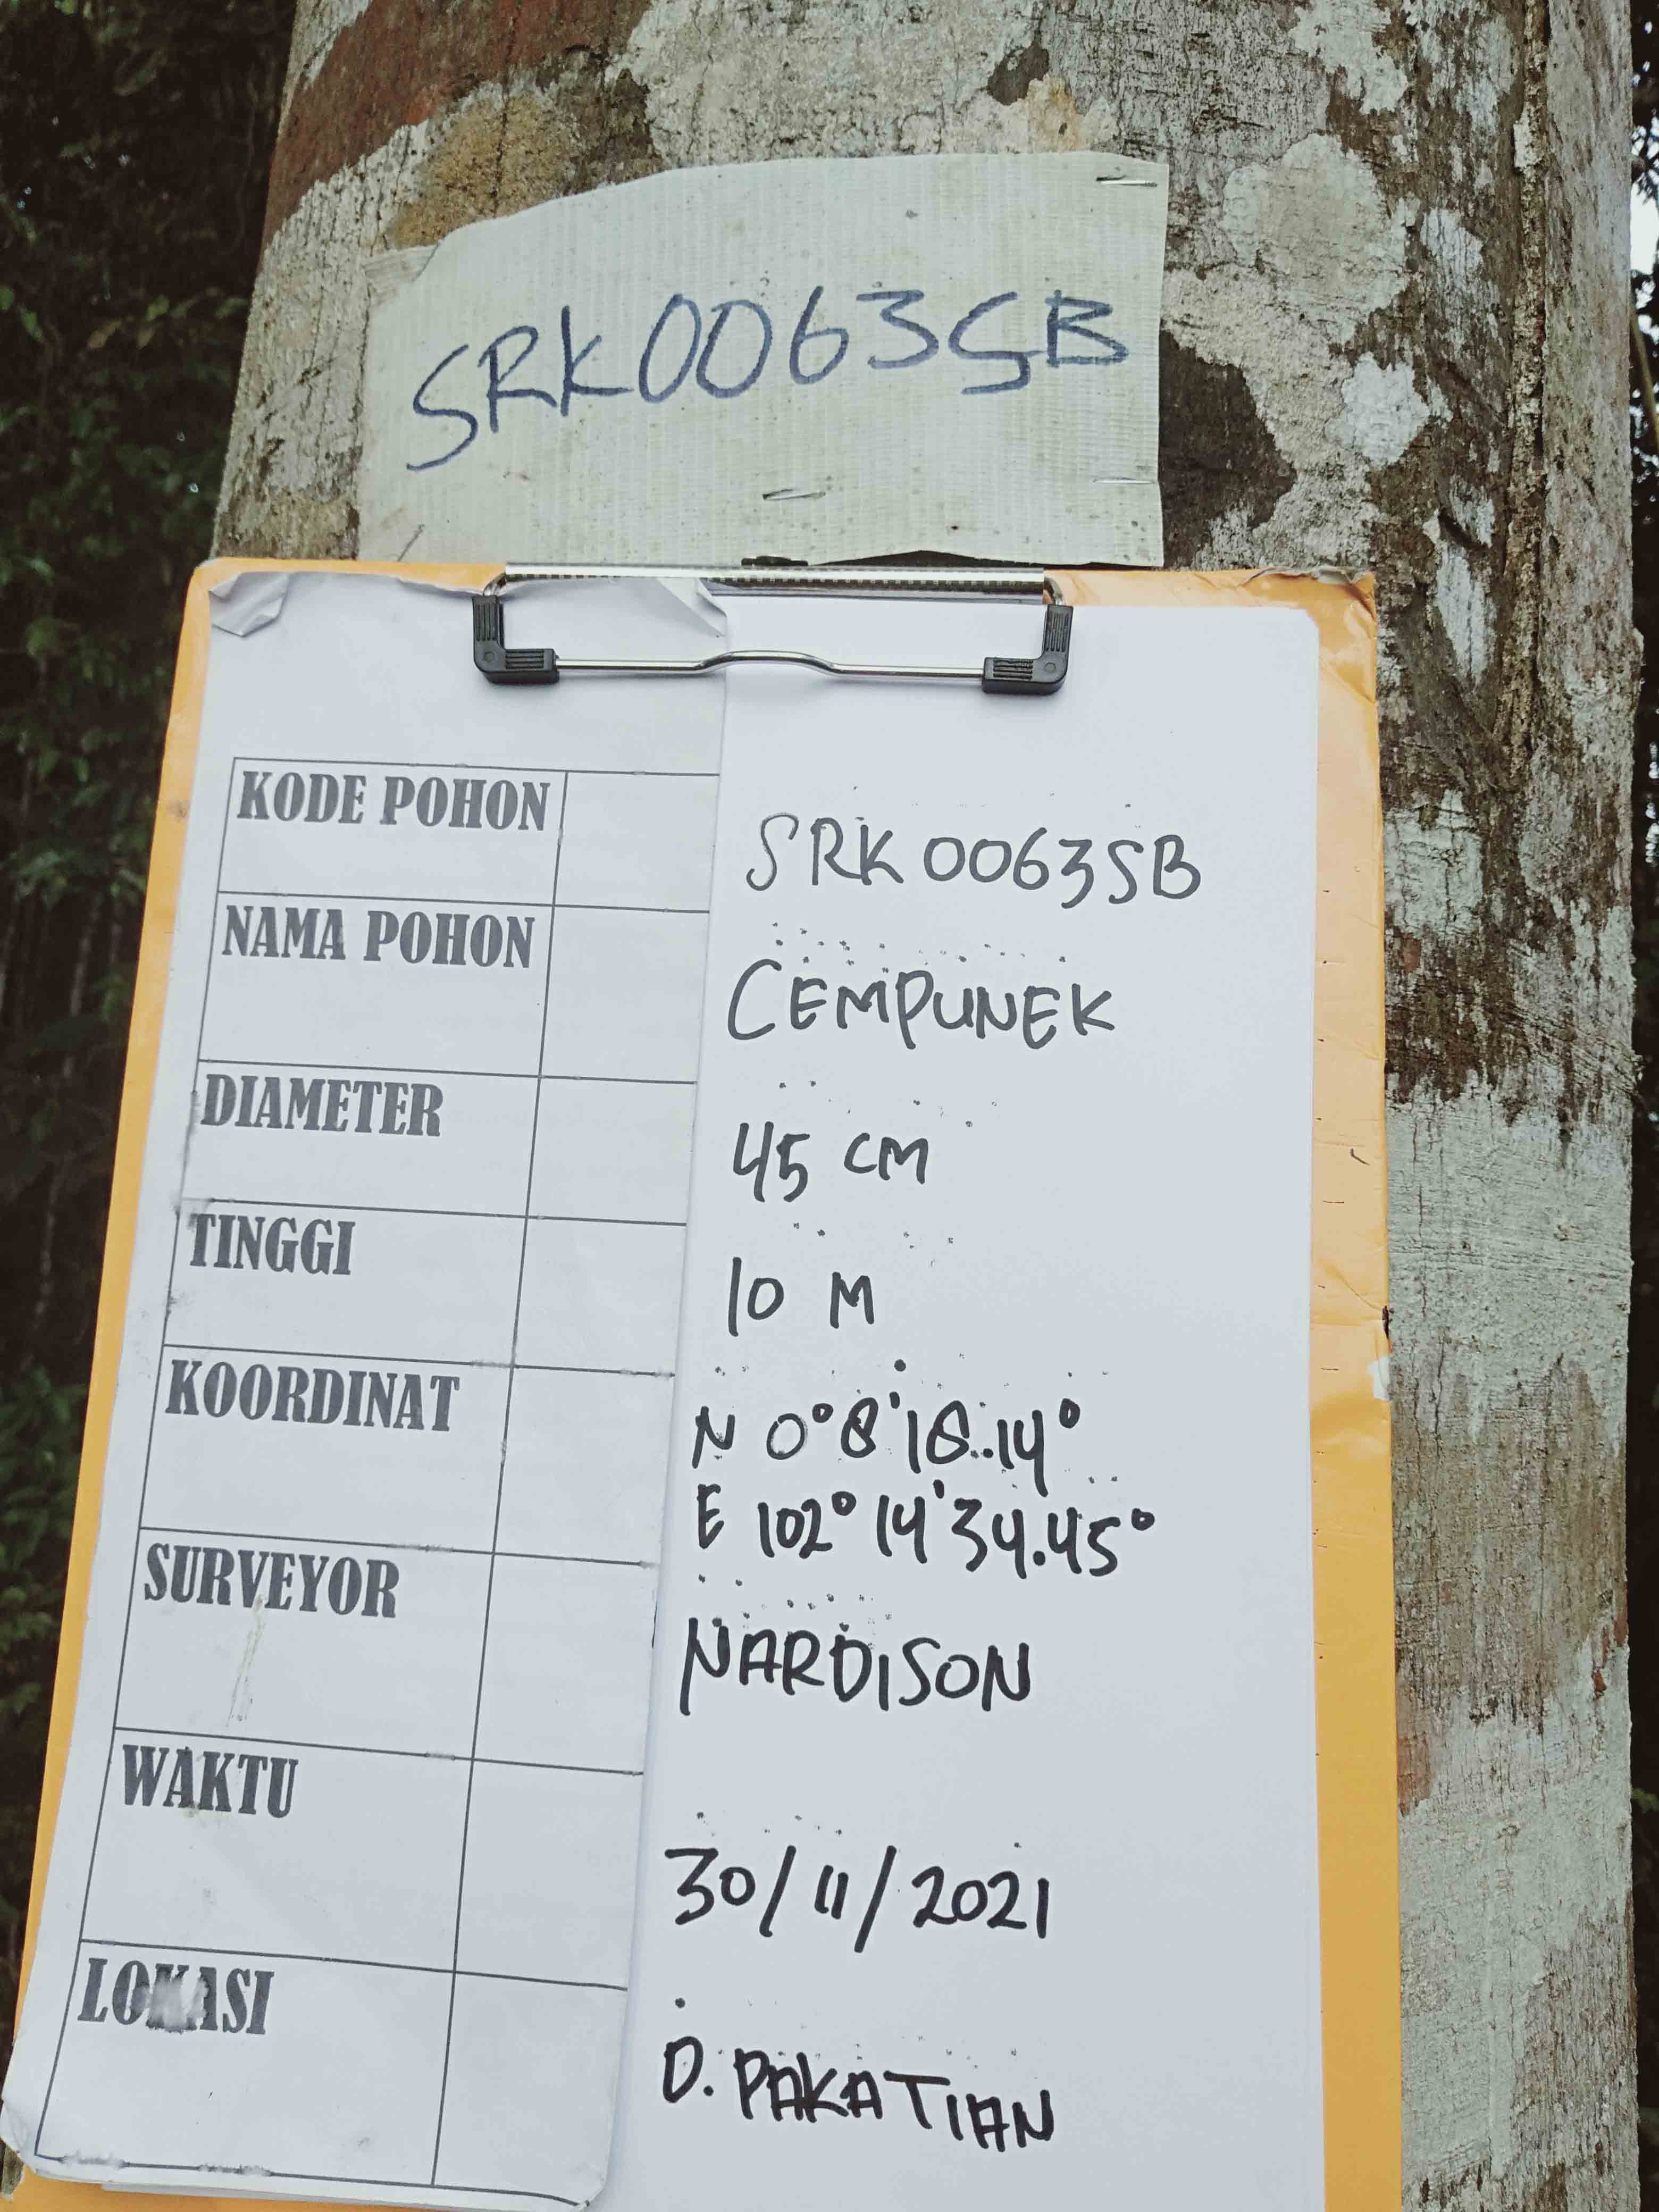 SRK0063SB
KODE POHON SRK0063SB
NAMA POHON CEMPUNEK
DIAMETER 45 CM
TINGGI 10 M
KOORDINAT N 0°8'18.14°
E 102°14'34.45°
SURVEYOR NARDISON
WAKTU 30/11/2021
LOKASI D. PAKATIAN